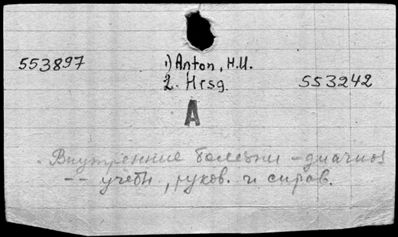 553897 1) Anton, H.U.
2. Hrsg. 553242
A
Внутренние болезни - диагноз
-- учебн., руков. и справ.